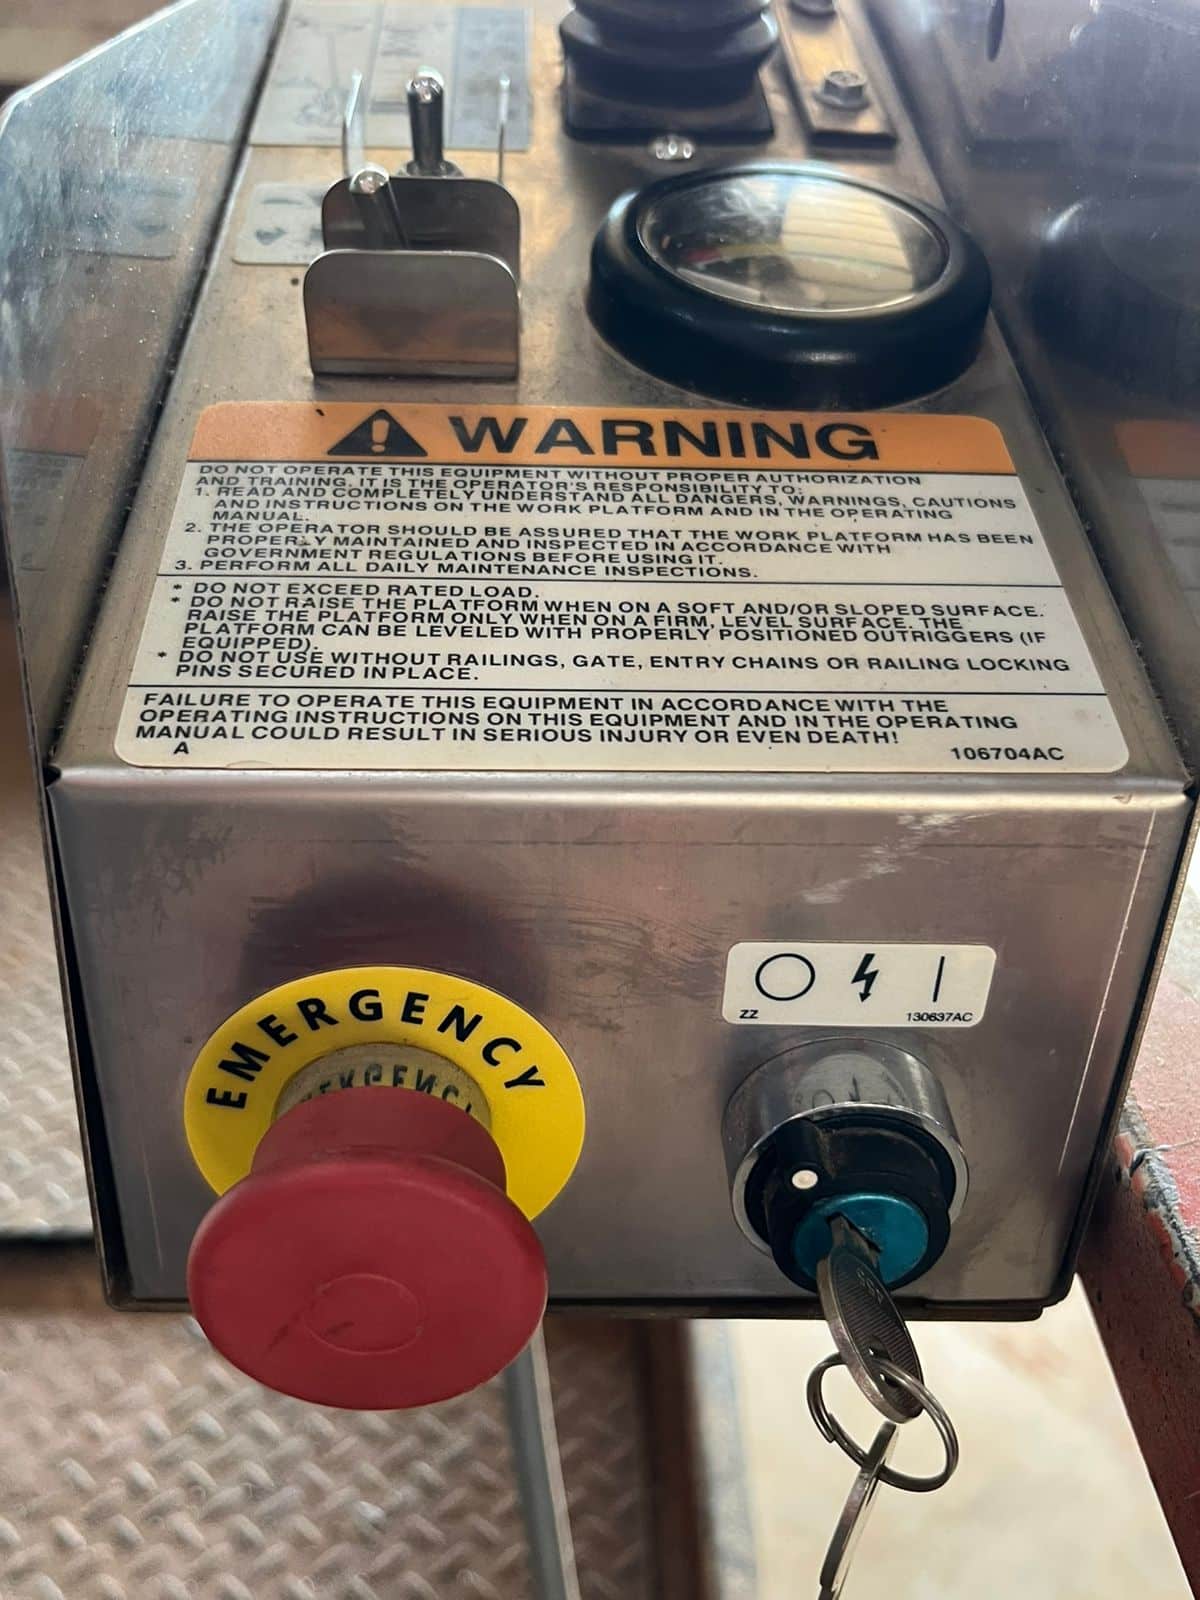 WARNING
DO NOT OPERATE THIS EQUIPMENT WITHOUT PROPER AUTHORIZATION
AND TRAINING. IT IS THE OPERATOR'S RESPONSIBILITY TO:
1. READ AND COMPLETELY UNDERSTAND ALL DANGERS, WARNINGS, CAUTIONS
AND INSTRUCTIONS ON THE WORK PLATFORM AND IN THE OPERATING
MANUAL.
2. THE OPERATOR SHOULD BE ASSURED THAT THE WORK PLATFORM HAS BEEN
PROPERLY MAINTAINED AND INSPECTED IN ACCORDANCE WITH
GOVERNMENT REGULATIONS BEFORE USING IT.
3. PERFORM ALL DAILY MAINTENANCE INSPECTIONS.
* DO NOT EXCEED RATED LOAD.
* DO NOT RAISE THE PLATFORM WHEN ON A SOFT AND/OR SLOPED SURFACE.
RAISE THE PLATFORM ONLY WHEN ON A FIRM, LEVEL SURFACE. THE
PLATFORM CAN BE LEVELED WITH PROPERLY POSITIONED OUTRIGGERS (IF
EQUIPPED).
* DO NOT USE WITHOUT RAILINGS, GATE, ENTRY CHAINS OR RAILING LOCKING
PINS SECURED IN PLACE.
FAILURE TO OPERATE THIS EQUIPMENT IN ACCORDANCE WITH THE
OPERATING INSTRUCTIONS ON THIS EQUIPMENT AND IN THE OPERATING
MANUAL COULD RESULT IN SERIOUS INJURY OR EVEN DEATH!
A 106704AC
EMERGENCY
ZZ 130637AC